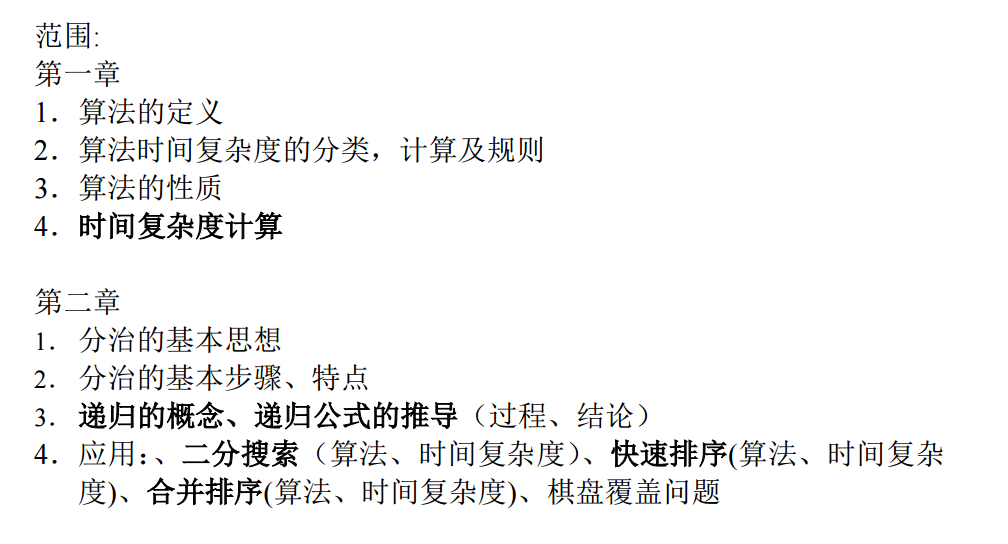 范围:
第一章
1．算法的定义
2．算法时间复杂度的分类，计算及规则
3．算法的性质
4．时间复杂度计算
第二章
1．分治的基本思想
2．分治的基本步骤、特点
3．递归的概念、递归公式的推导（过程、结论）
4．应用：、二分搜索（算法、时间复杂度）、快速排序(算法、时间复杂
度)、合并排序(算法、时间复杂度)、棋盘覆盖问题